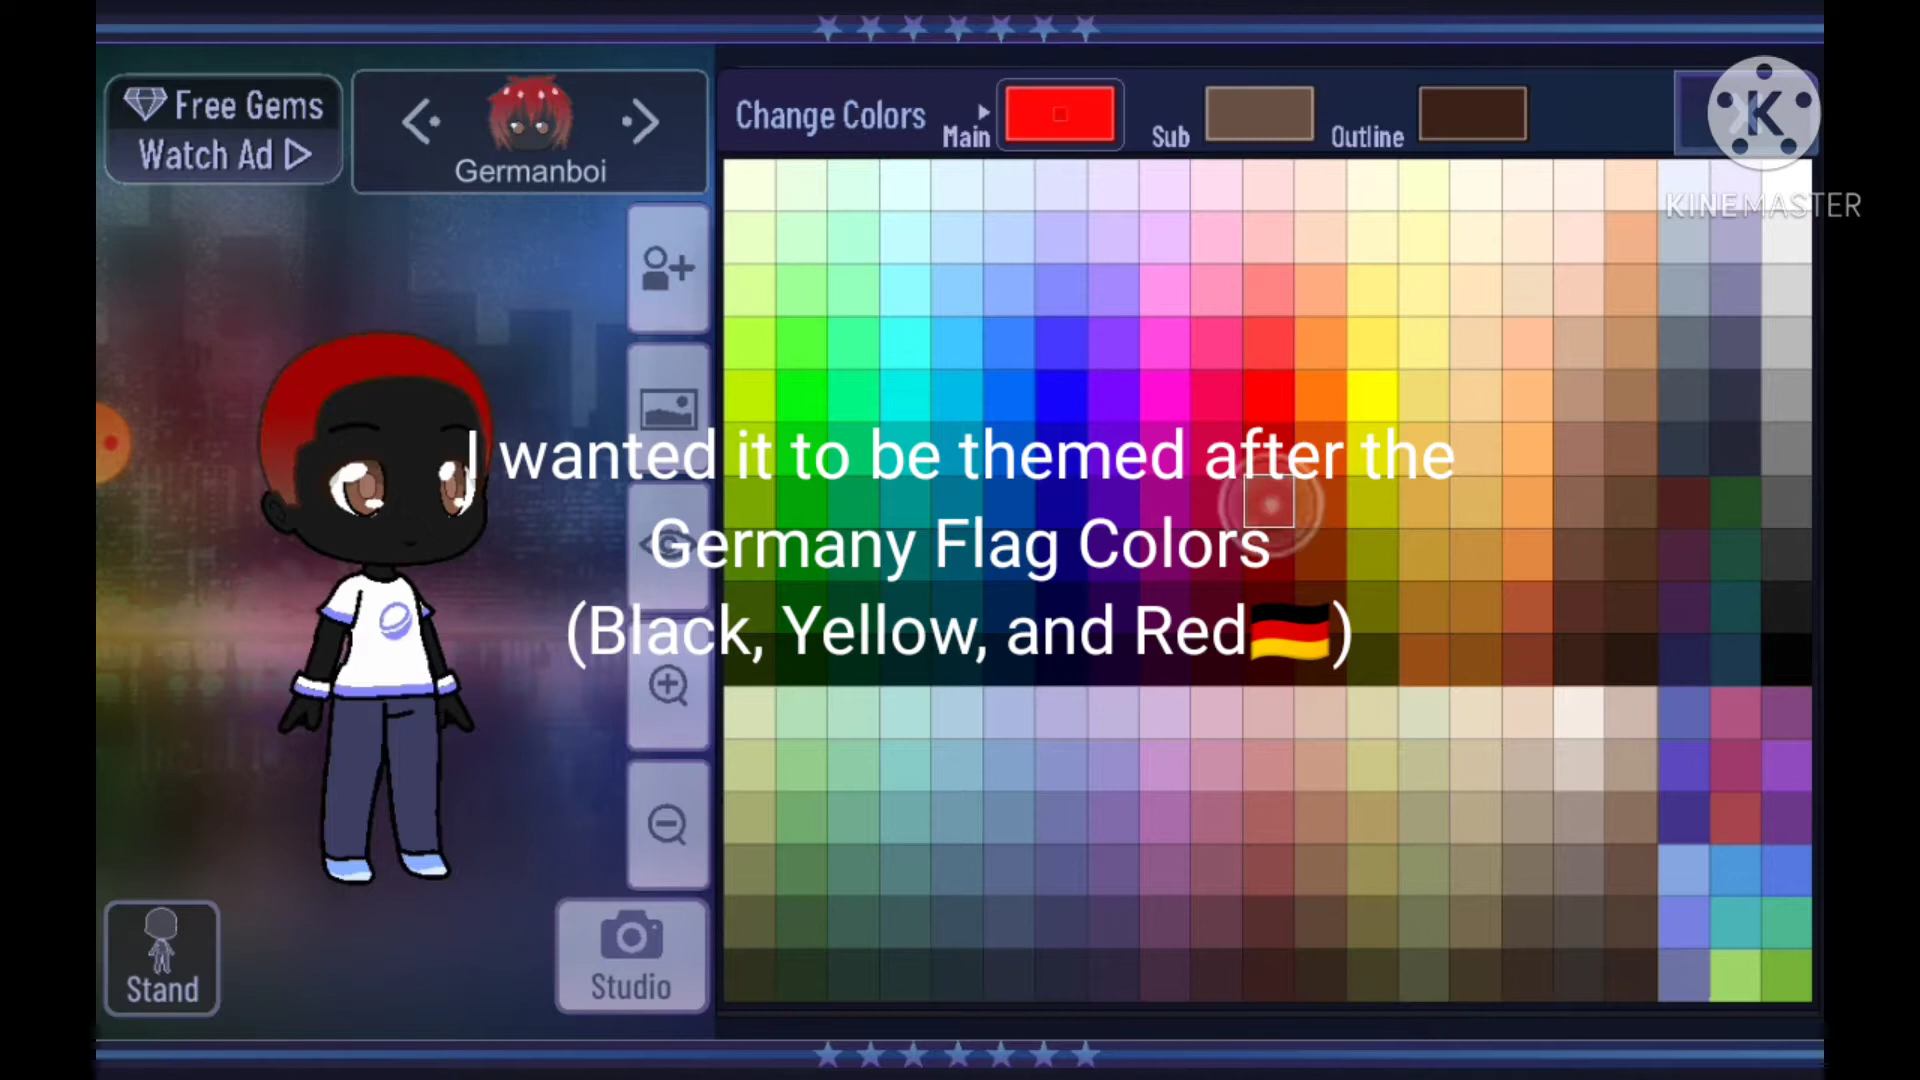 Free Gems
Watch Ad
Germanboi
Change Colors
Main
Sub
Outline
K
KINEMASTER
I wanted it to be themed after the
Germany Flag Colors
(Black, Yellow, and Red🇩🇪)
Stand
Studio